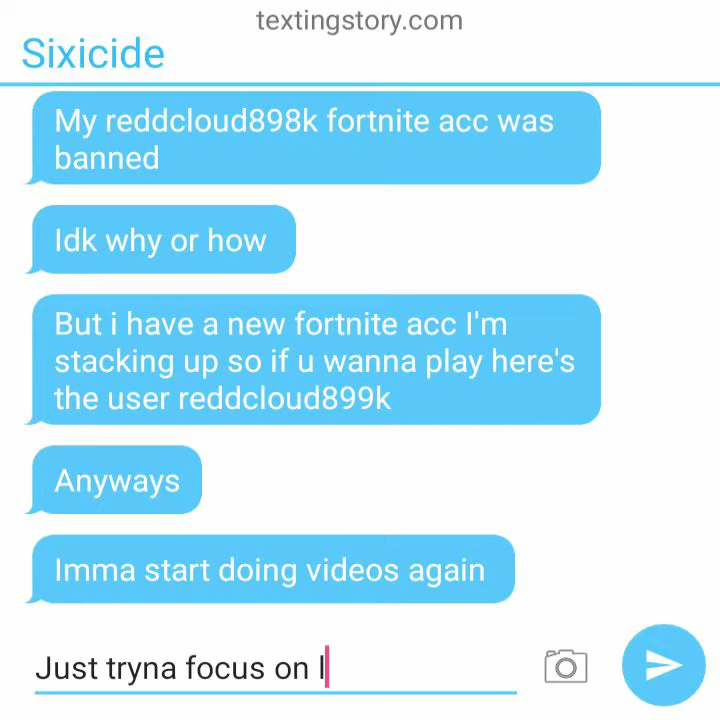 textingstory.com
Sixicide
My reddcloud898k fortnite acc was
banned
Idk why or how
But i have a new fortnite acc I'm
stacking up so if u wanna play here's
the user reddcloud899k
Anyways
Imma start doing videos again
Just tryna focus on l